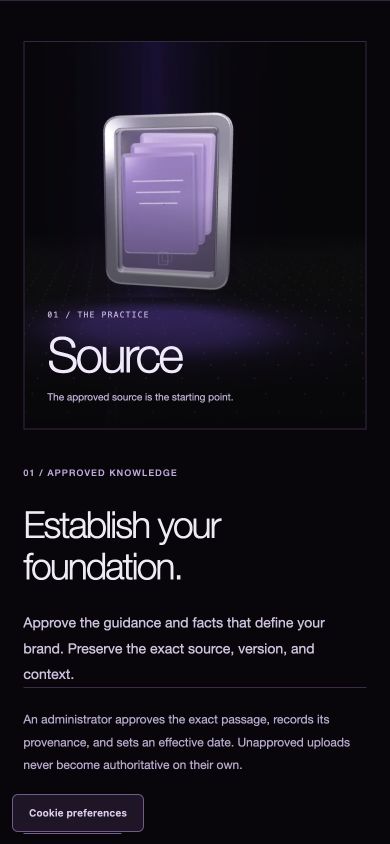 01 / THE PRACTICE
Source
The approved source is the starting point.
01 / APPROVED KNOWLEDGE
Establish your
foundation.
Approve the guidance and facts that define your
brand. Preserve the exact source, version, and
context.
An administrator approves the exact passage, records its
provenance, and sets an effective date. Unapproved uploads
never become authoritative on their own.
Cookie preferences